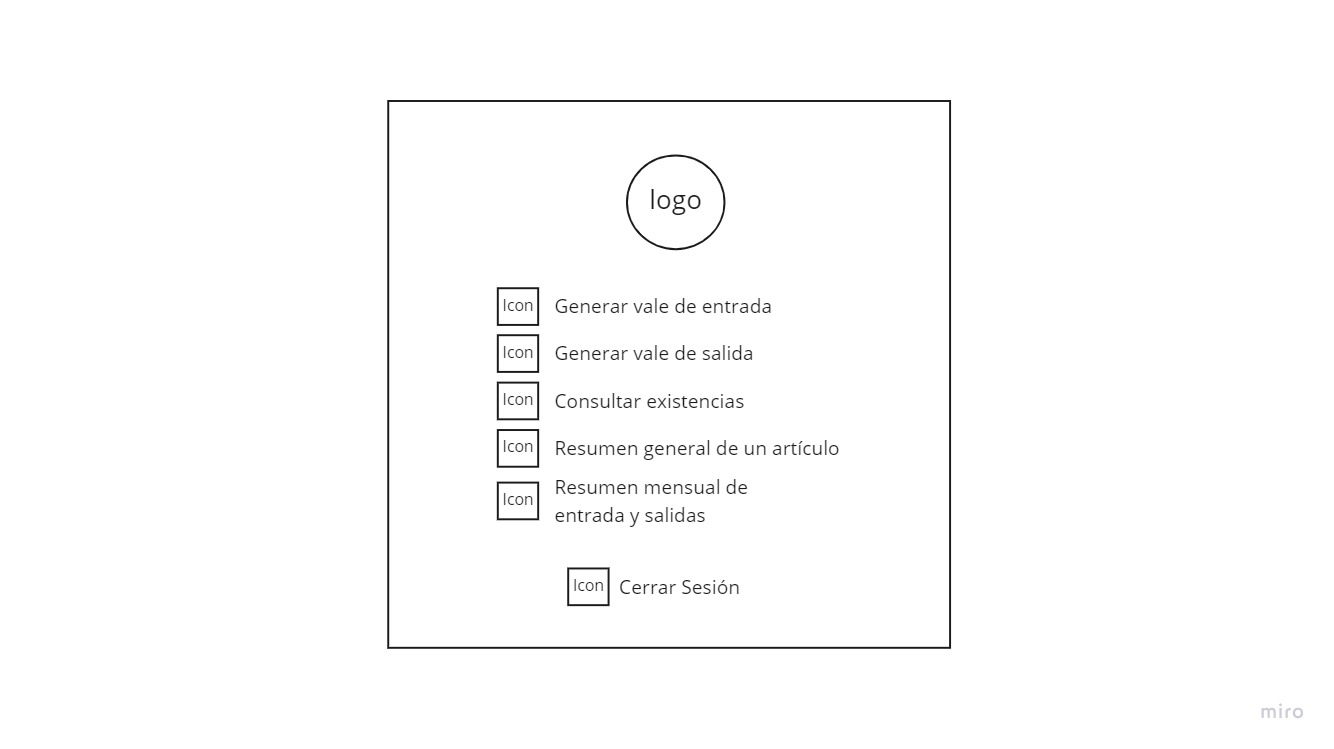 logo
Icon Generar vale de entrada
Icon Generar vale de salida
Icon Consultar existencias
Icon Resumen general de un artículo
Icon Resumen mensual de
entrada y salidas
Icon Cerrar Sesión
miro